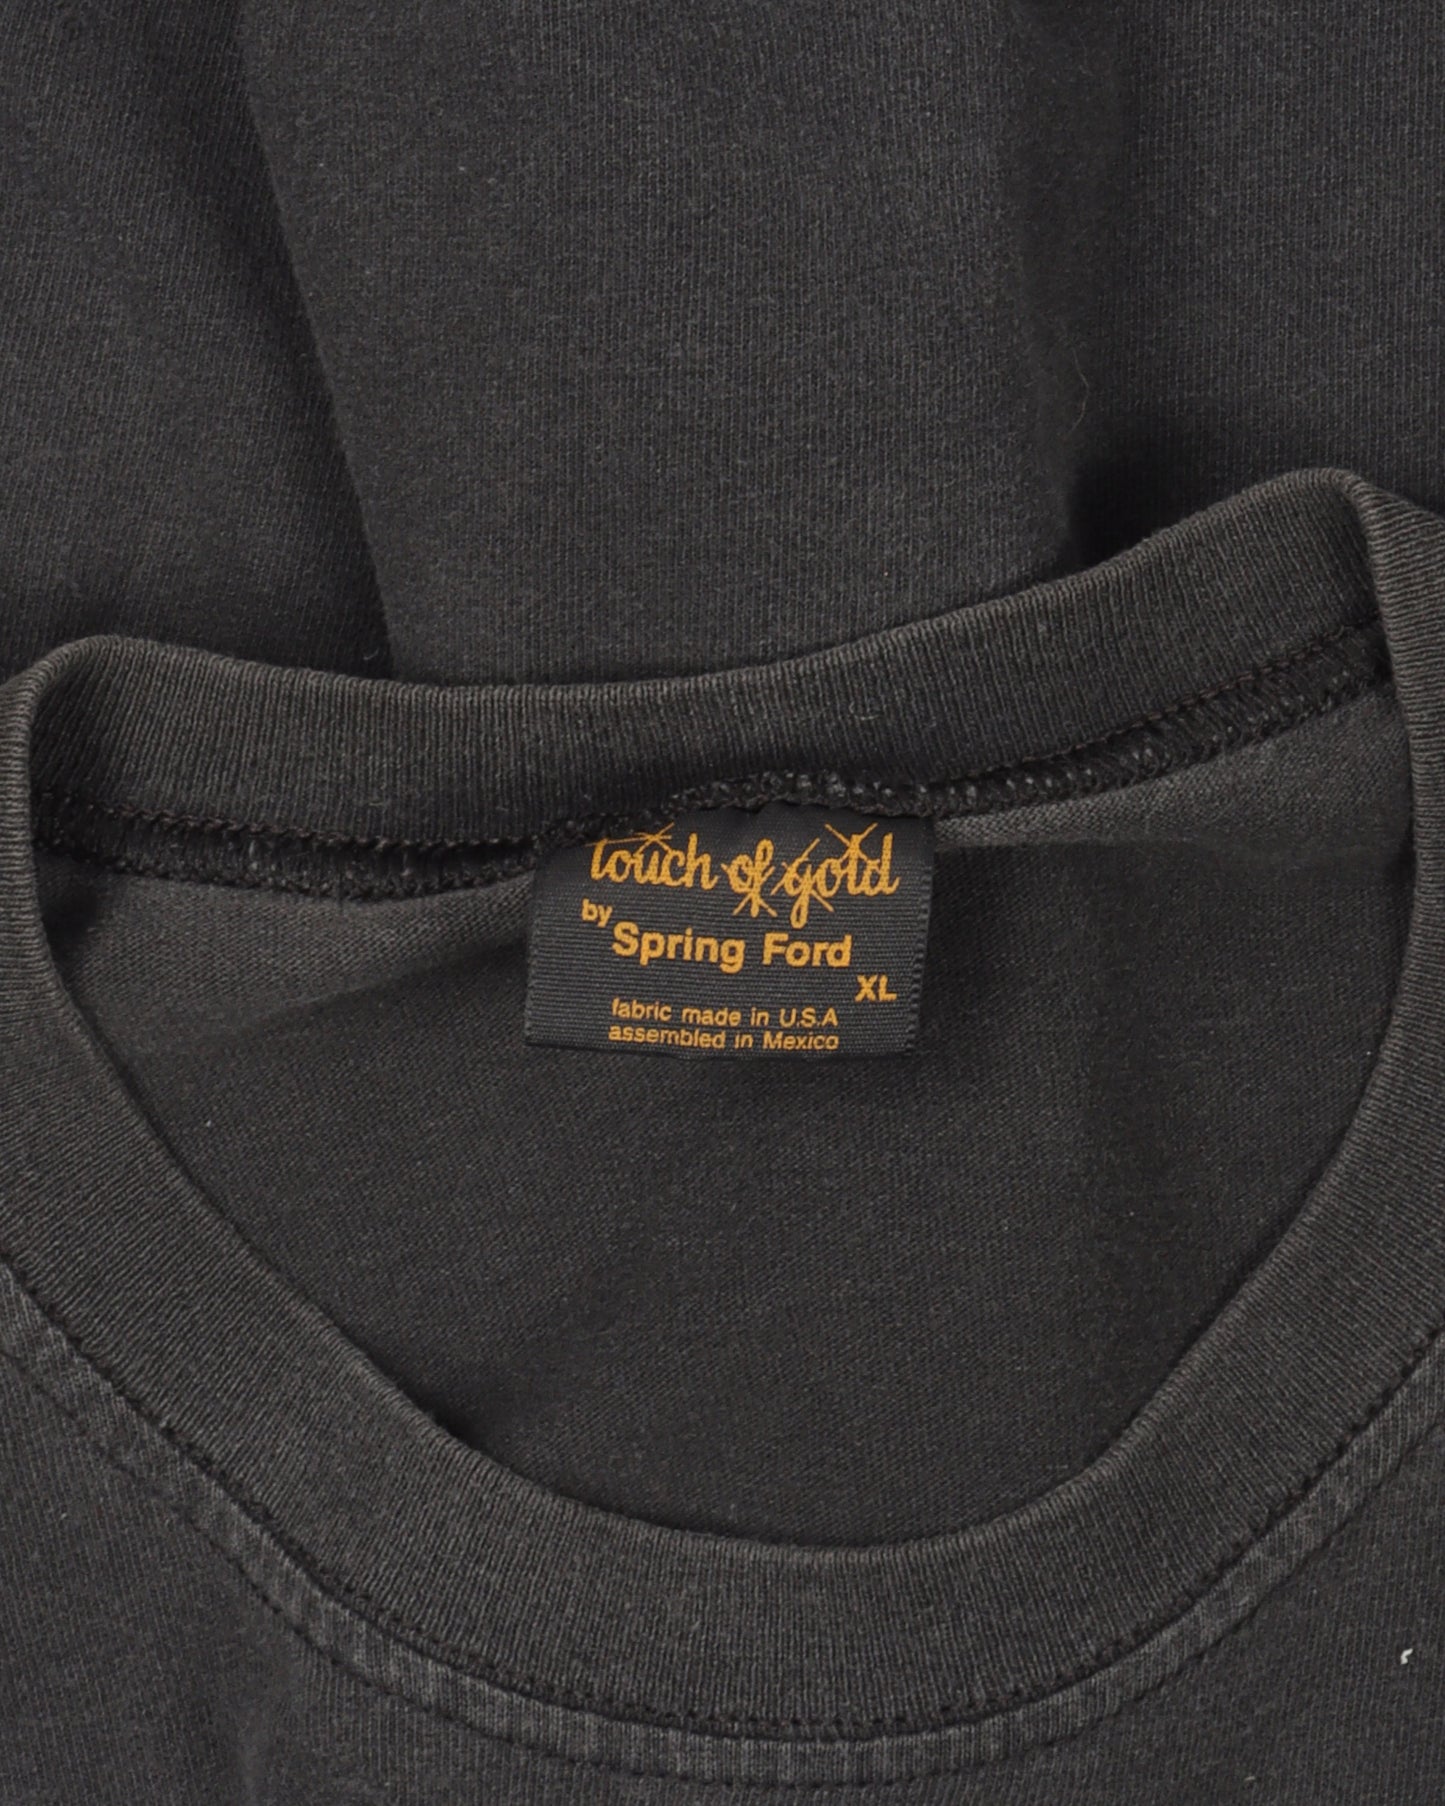 touch of gold
by
Spring Ford
XL
fabric made in U.S.A
assembled in Mexico